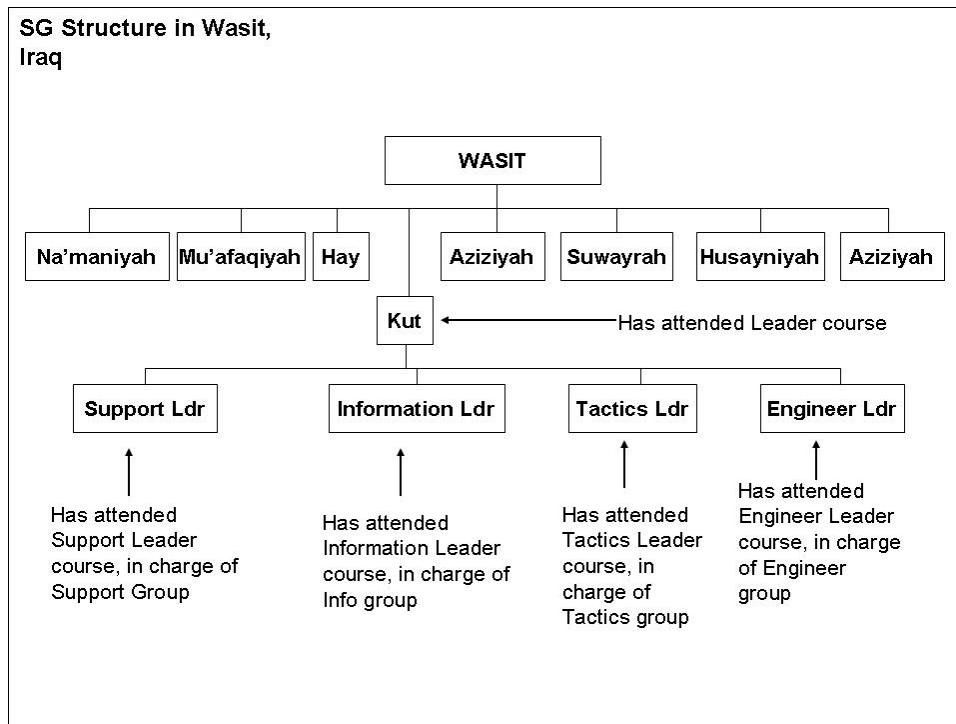 SG Structure in Wasit,
Iraq
WASIT
Na'maniyah
Mu'afaqiyah
Hay
Aziziyah
Suwayrah
Husayniyah
Aziziyah
Kut
Has attended Leader course
Support Ldr
Information Ldr
Tactics Ldr
Engineer Ldr
Has attended
Support Leader
course, in charge of
Support Group
Has attended
Information Leader
course, in charge of
Info group
Has attended
Tactics Leader
course, in
charge of
Tactics group
Has attended
Engineer Leader
course, in charge
of Engineer
group